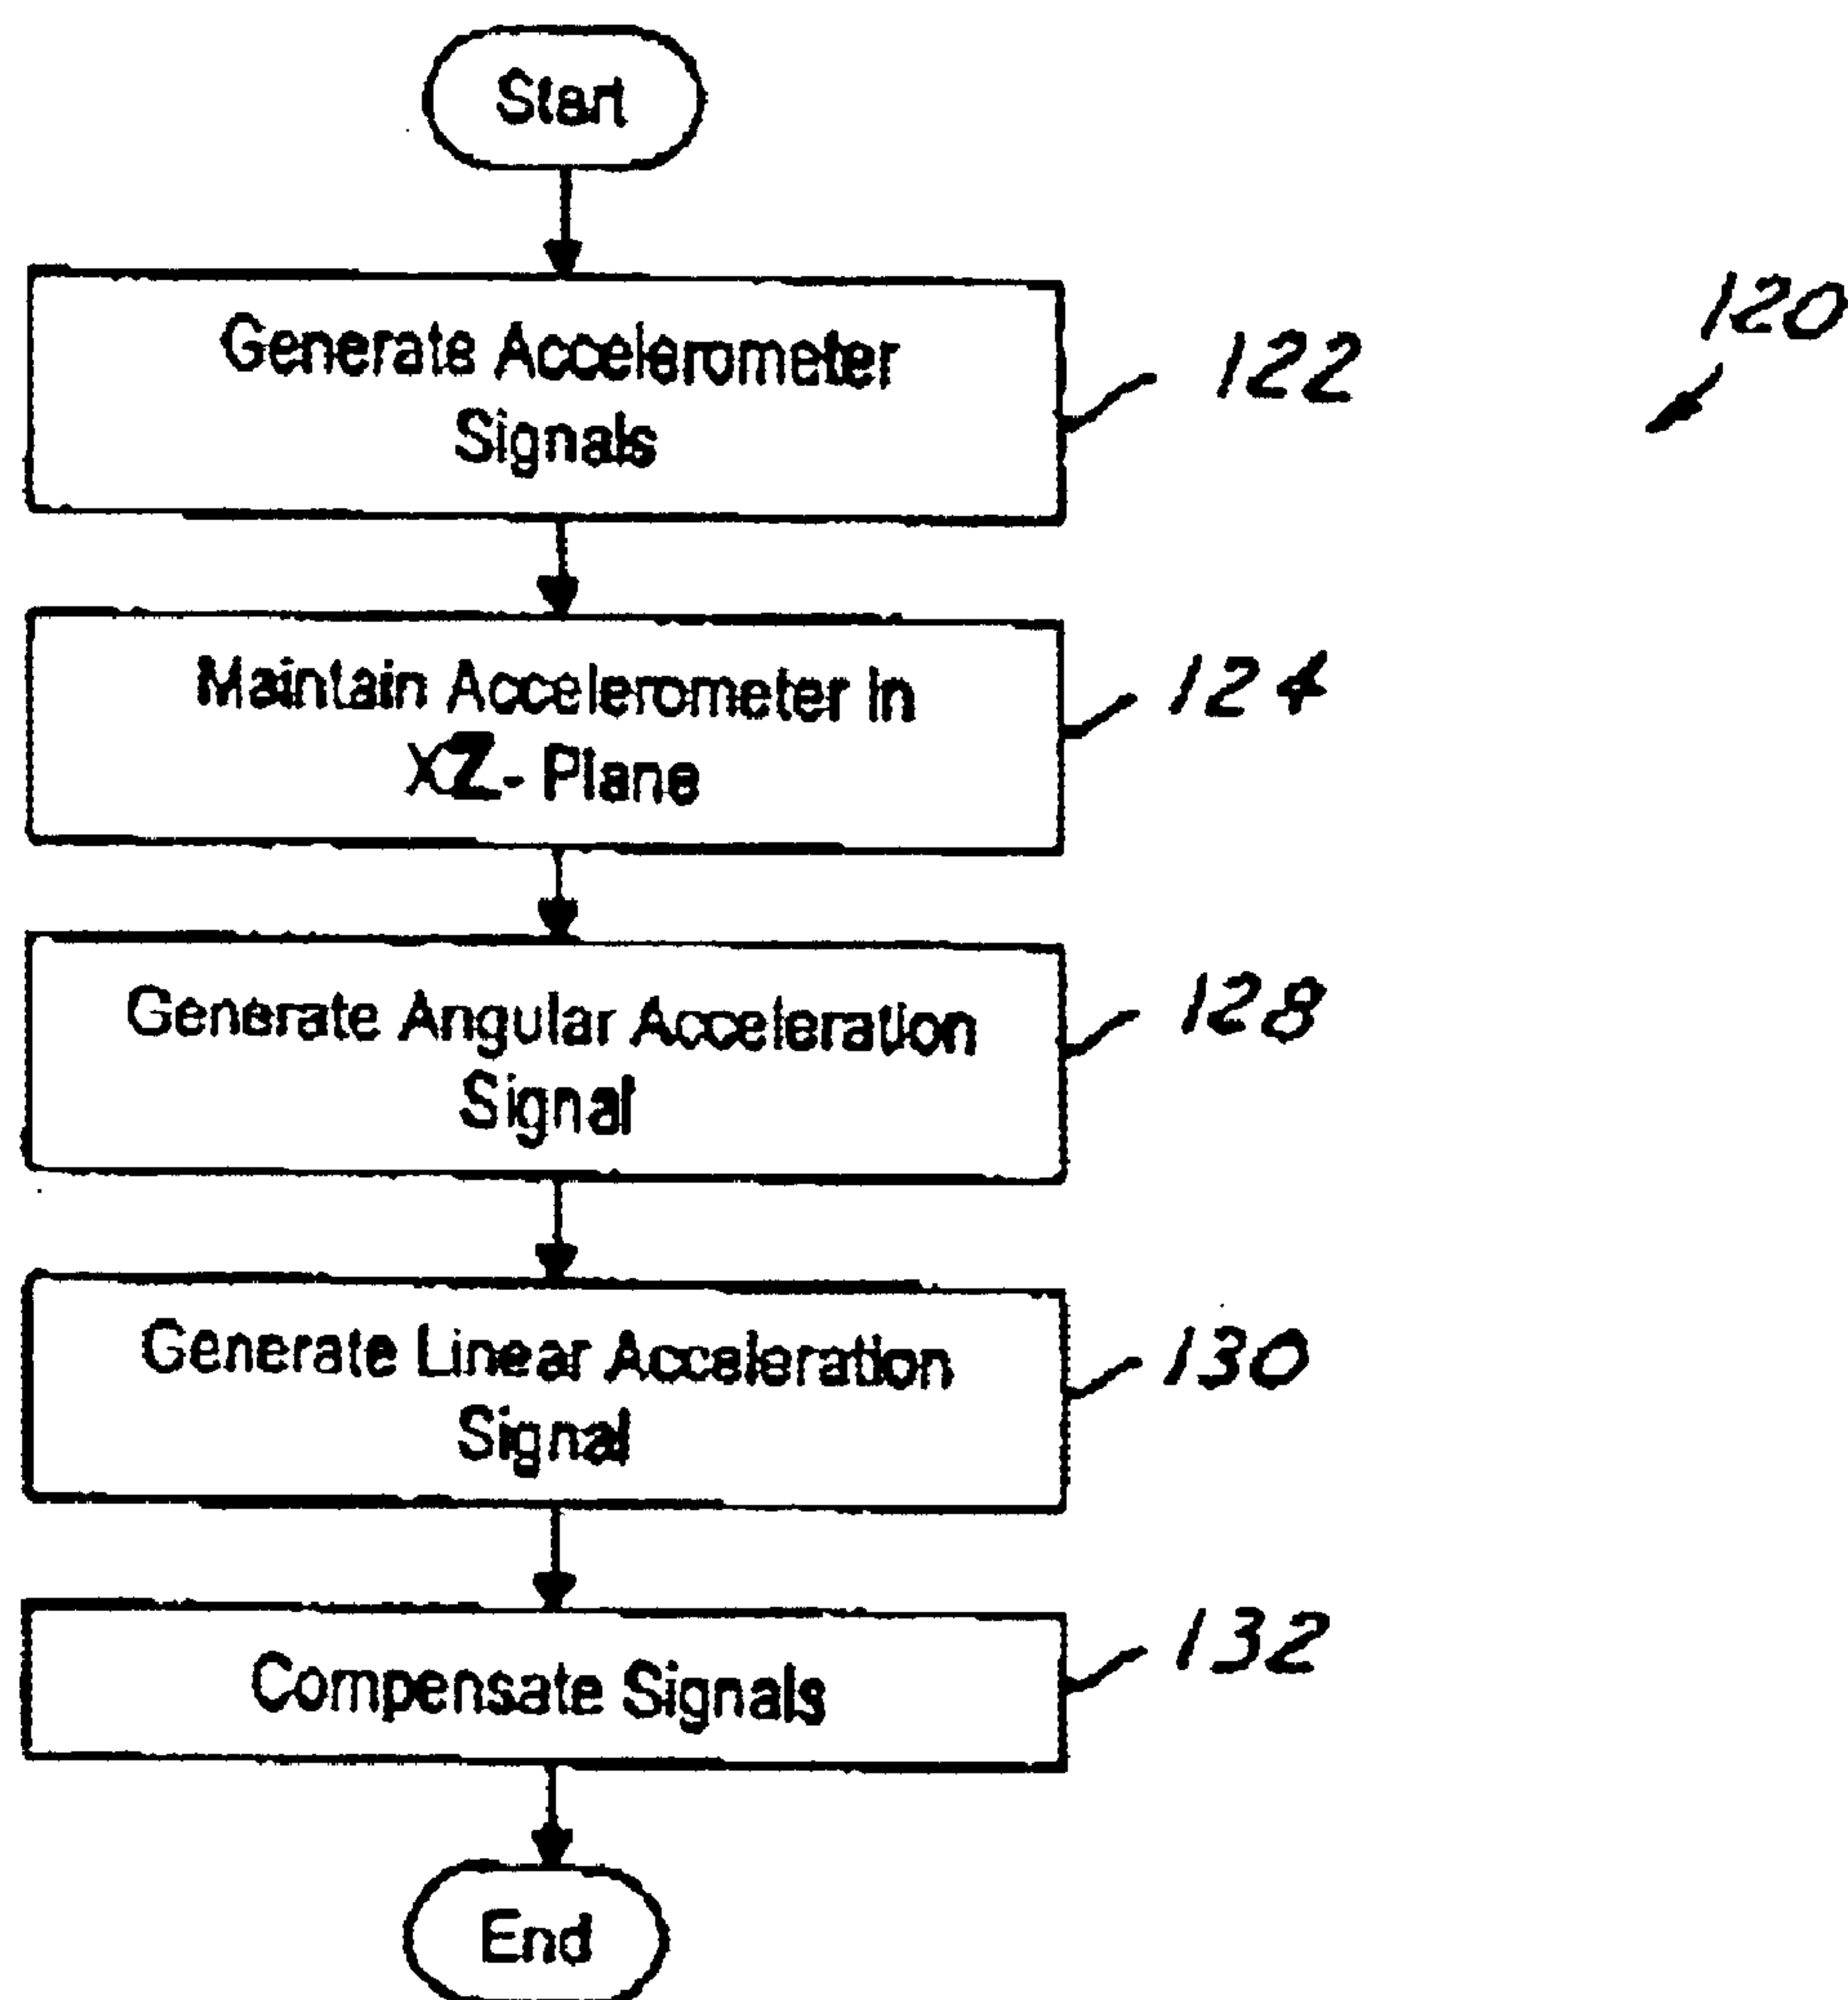 Start
Generate Accelerometer
Signals
122
120
Maintain Accelerometer In
XZ- Plane
124
Generate Angular Acceleration
Signal
128
Generate Linear Acceleration
Signal
130
Compensate Signals
132
End